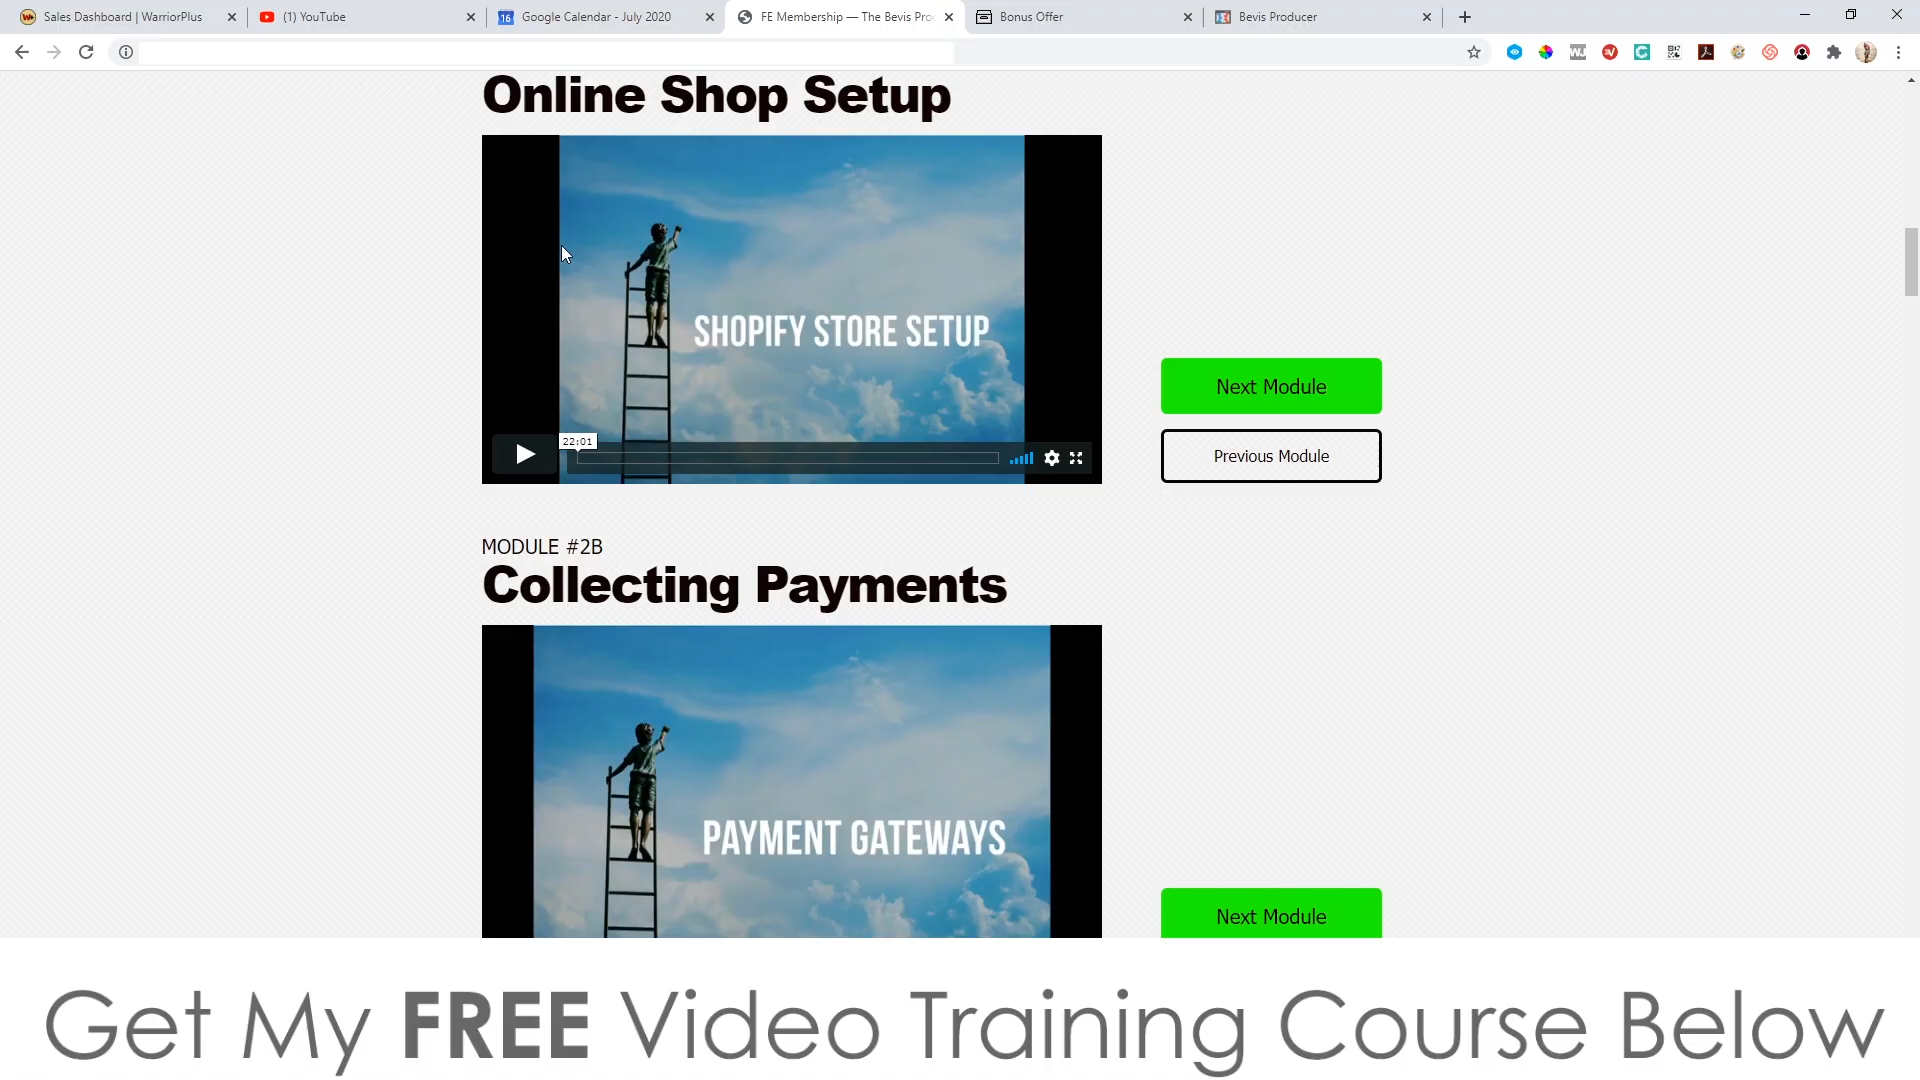 Sales Dashboard | WarriorPlus
(1) YouTube
16
Google Calendar - July 2020
FE Membership — The Bevis Proc
Bonus Offer
Bevis Producer
Online Shop Setup
SHOPIFY STORE SETUP
22:01
Next Module
Previous Module
MODULE #2B
Collecting Payments
PAYMENT GATEWAYS
Next Module
Get My FREE Video Training Course Below